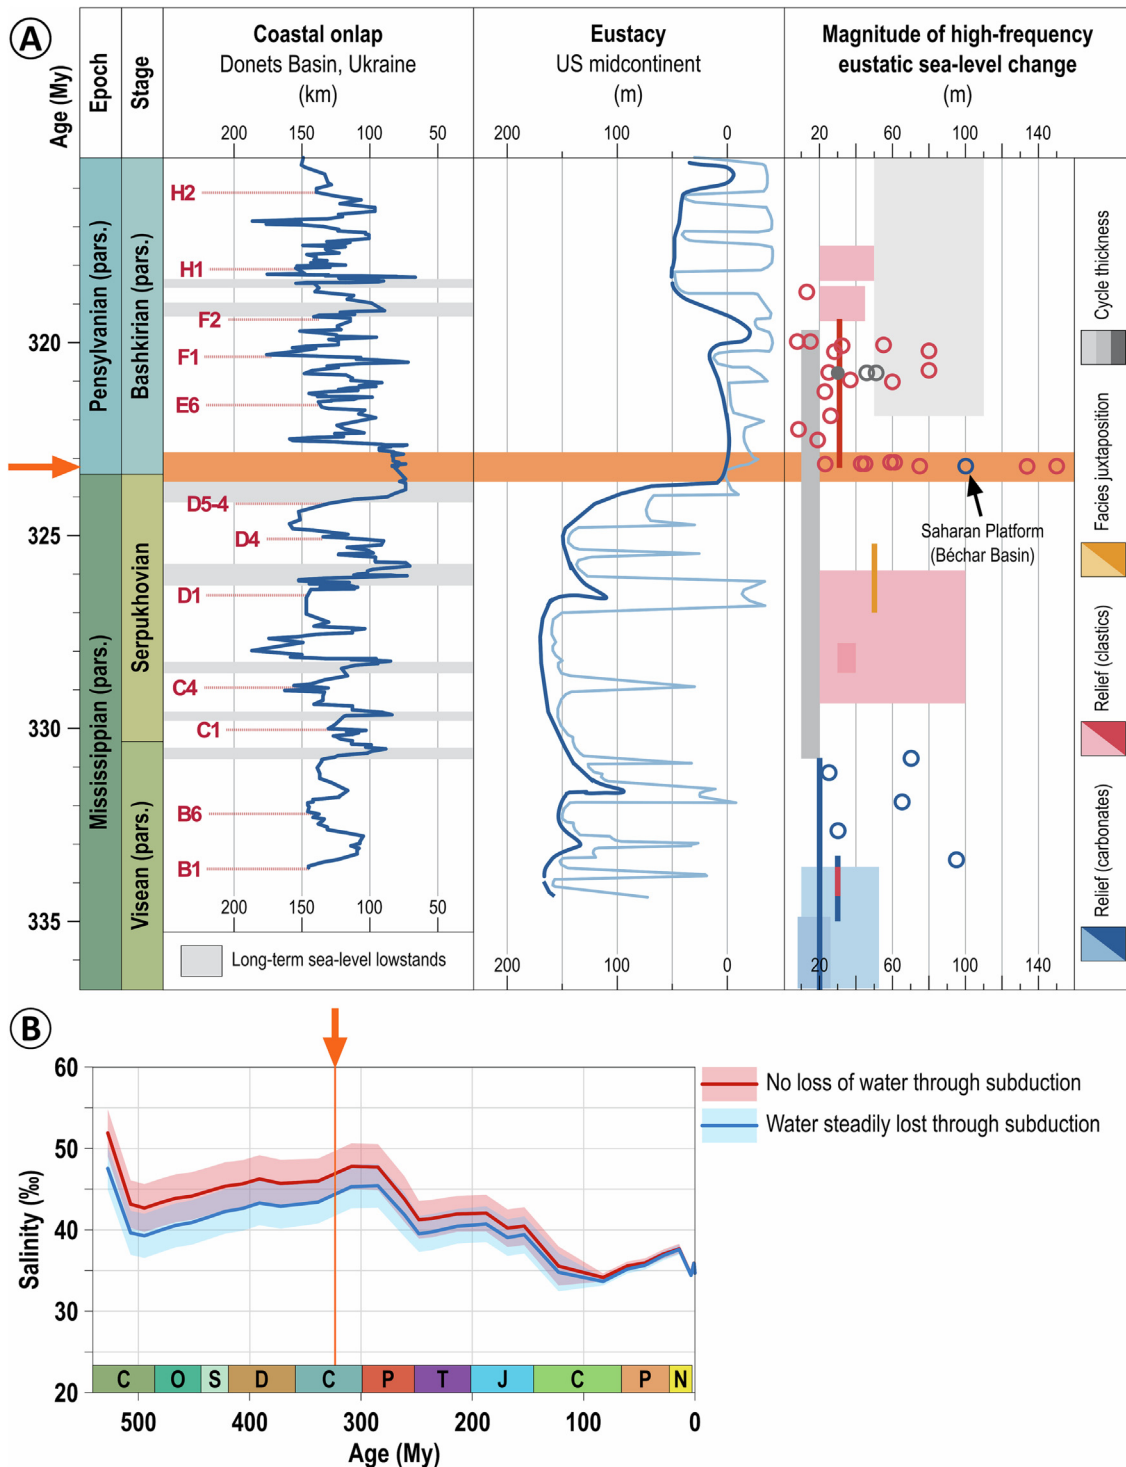 A
Age (My)
Epoch
Stage
Coastal onlap
Donets Basin, Ukraine
(km)
200 150 100 50
Eustacy
US midcontinent
(m)
200 100 0
Magnitude of high-frequency
eustatic sea-level change
(m)
20 60 100 140
Pensylvanian (pars.)
Mississippian (pars.)
Bashkirian (pars.)
Serpukhovian
Visean (pars.)
320
325
330
335
H2
H1
F2
F1
E6
D5-4
D4
D1
C4
C1
B6
B1
200 150 100 50
Long-term sea-level lowstands
200 100 0
Saharan Platform
(Béchar Basin)
20 60 100 140
Cycle thickness
Facies juxtaposition
Relief (clastics)
Relief (carbonates)
B
Salinity (‰)
60
50
40
30
20
No loss of water through subduction
Water steadily lost through subduction
C O S D C P T J C P N
500 400 300 200 100 0
Age (My)